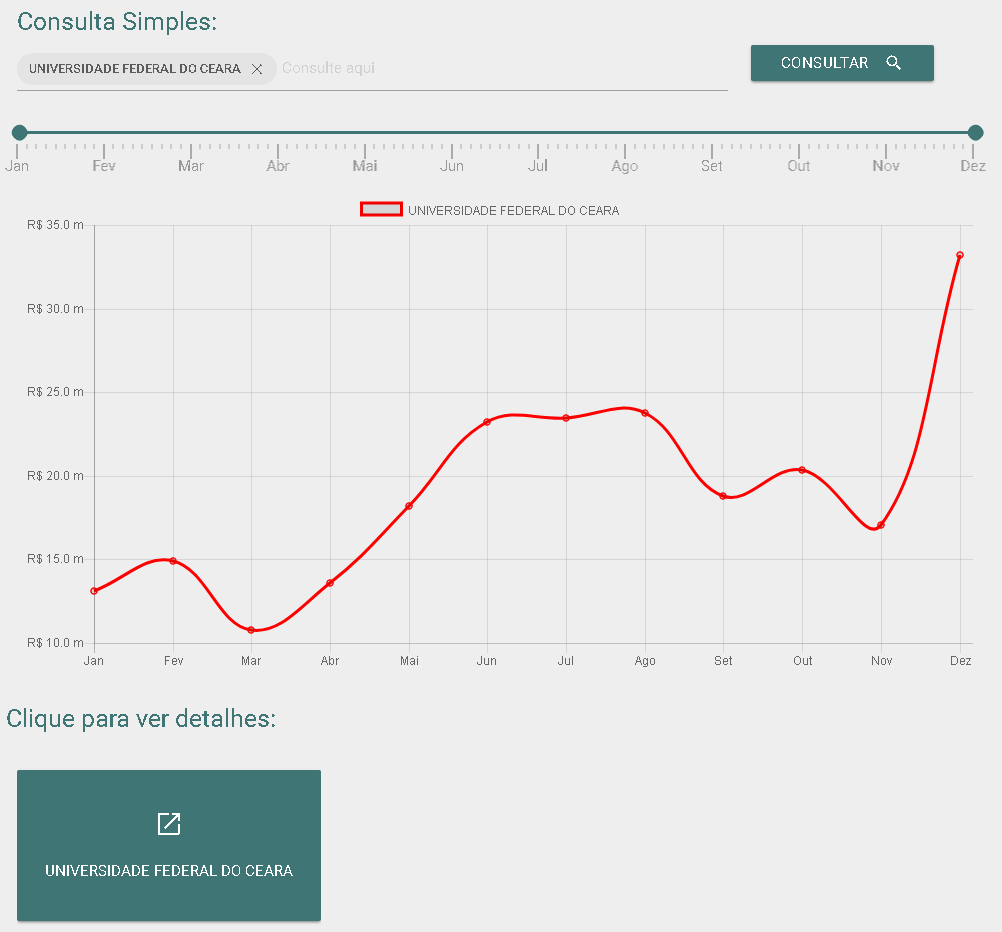 Consulta Simples:
UNIVERSIDADE FEDERAL DO CEARA Consulte aqui
CONSULTAR
Jan Fev Mar Abr Mai Jun Jul Ago Set Out Nov Dez
UNIVERSIDADE FEDERAL DO CEARA
R$ 35.0 m
R$ 30.0 m
R$ 25.0 m
R$ 20.0 m
R$ 15.0 m
R$ 10.0 m
Jan Fev Mar Abr Mai Jun Jul Ago Set Out Nov Dez
Clique para ver detalhes:
UNIVERSIDADE FEDERAL DO CEARA